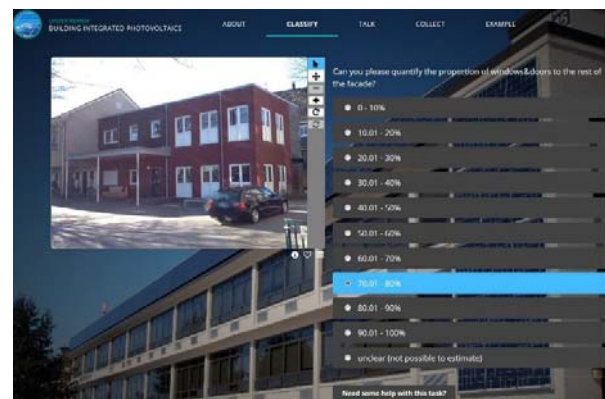 UNDER REVIEW
BUILDING INTEGRATED PHOTOVOLTAICS
ABOUT
CLASSIFY
TALK
COLLECT
EXAMPLE
Can you please quantify the proportion of windows&doors to the rest of
the facade?
0 - 10%
10.01 - 20%
20.01 - 30%
30.01 - 40%
40.01 - 50%
50.01 - 60%
60.01 - 70%
70.01 - 80%
80.01 - 90%
90.01 - 100%
unclear (not possible to estimate)
Need some help with this task?